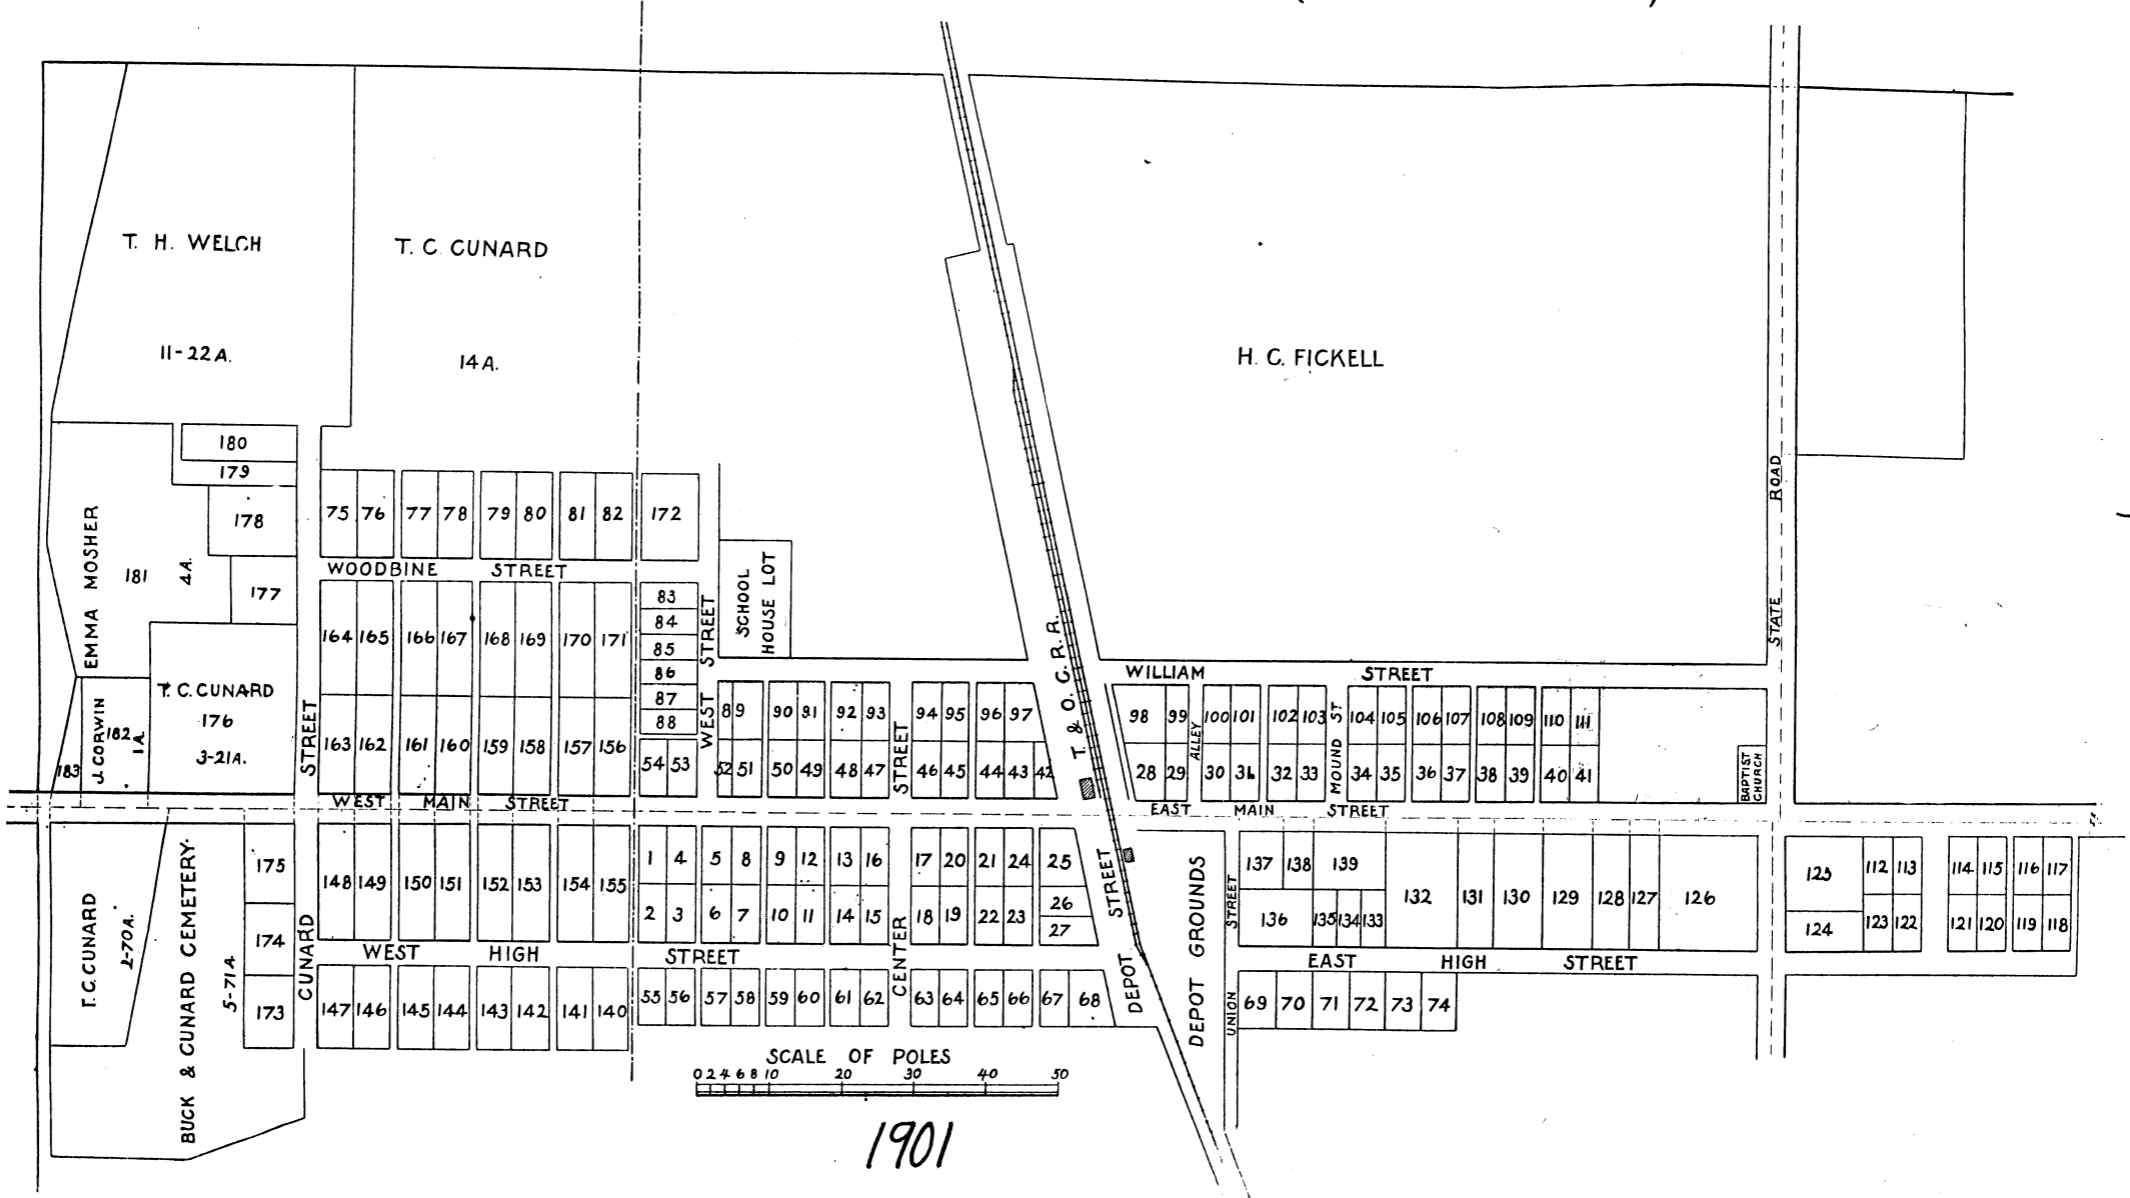 T. H. WELCH
11-22 A.
T. C. CUNARD
14 A.
H. C. FICKELL
STATE ROAD
180
179
178
177
EMMA MOSHER
181
4 A.
T. C. CUNARD
176
3-21 A.
J. CORWIN
182
1 A.
183
75 76 77 78 79 80 81 82 172
WOODBINE STREET
164 165 166 167 168 169 170 171
163 162 161 160 159 158 157 156
83
84
85
86
87
88
54 53
WEST STREET
SCHOOL
HOUSE LOT
T. & O. C. R. R.
WILLIAM STREET
89 90 91 92 93 94 95 96 97
52 51 50 49 48 47 46 45 44 43 42
98 99 100 101 102 103 104 105 106 107 108 109 110 111
28 29 30 31 32 33 34 35 36 37 38 39 40 41
ALLEY
MOUND ST
BAPTIST
CHURCH
WEST MAIN STREET
EAST MAIN STREET
CUNARD STREET
CENTER STREET
DEPOT STREET
DEPOT GROUNDS
UNION STREET
T. C. CUNARD
2-70 A.
BUCK & CUNARD CEMETERY.
5-71 A
175
174
173
148 149 150 151 152 153 154 155
1 4 5 8 9 12 13 16 17 20 21 24 25
2 3 6 7 10 11 14 15 18 19 22 23 26
27
137 138 139
136 135 134 133
132 131 130 129 128 127 126
123 112 113 114 115 116 117
124 123 122 121 120 119 118
WEST HIGH STREET
EAST HIGH STREET
147 146 145 144 143 142 141 140
55 56 57 58 59 60 61 62 63 64 65 66 67 68
69 70 71 72 73 74
SCALE OF POLES
0 2 4 6 8 10 20 30 40 50
1901